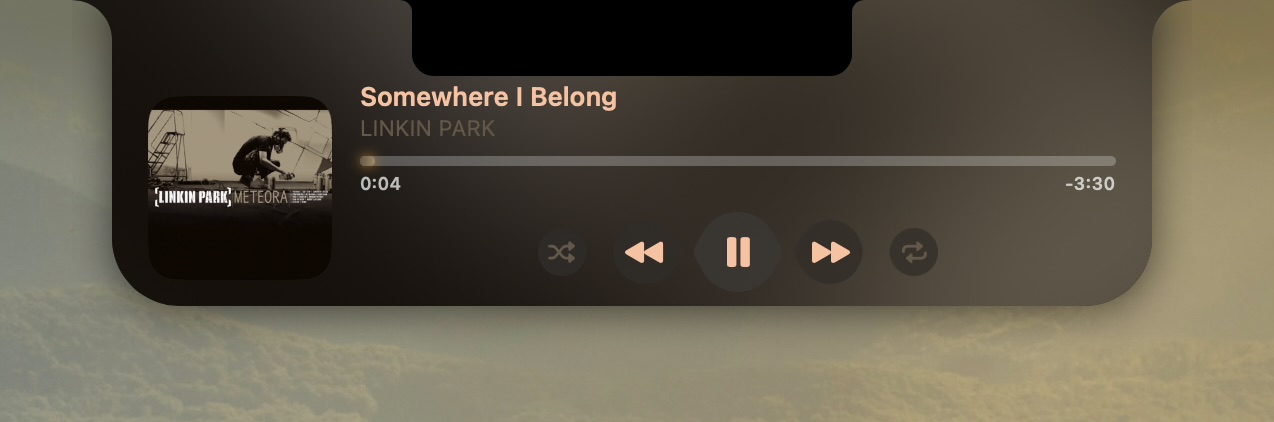 Somewhere I Belong
LINKIN PARK
[LINKIN PARK] METEORA
0:04
-3:30